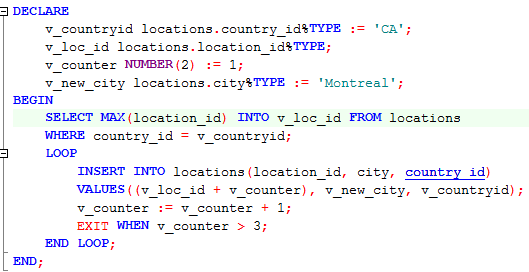 DECLARE
v_countryid locations.country_id%TYPE := 'CA';
v_loc_id locations.location_id%TYPE;
v_counter NUMBER(2) := 1;
v_new_city locations.city%TYPE := 'Montreal';
BEGIN
SELECT MAX(location_id) INTO v_loc_id FROM locations
WHERE country_id = v_countryid;
LOOP
INSERT INTO locations(location_id, city, country_id)
VALUES((v_loc_id + v_counter), v_new_city, v_countryid);
v_counter := v_counter + 1;
EXIT WHEN v_counter > 3;
END LOOP;
END;